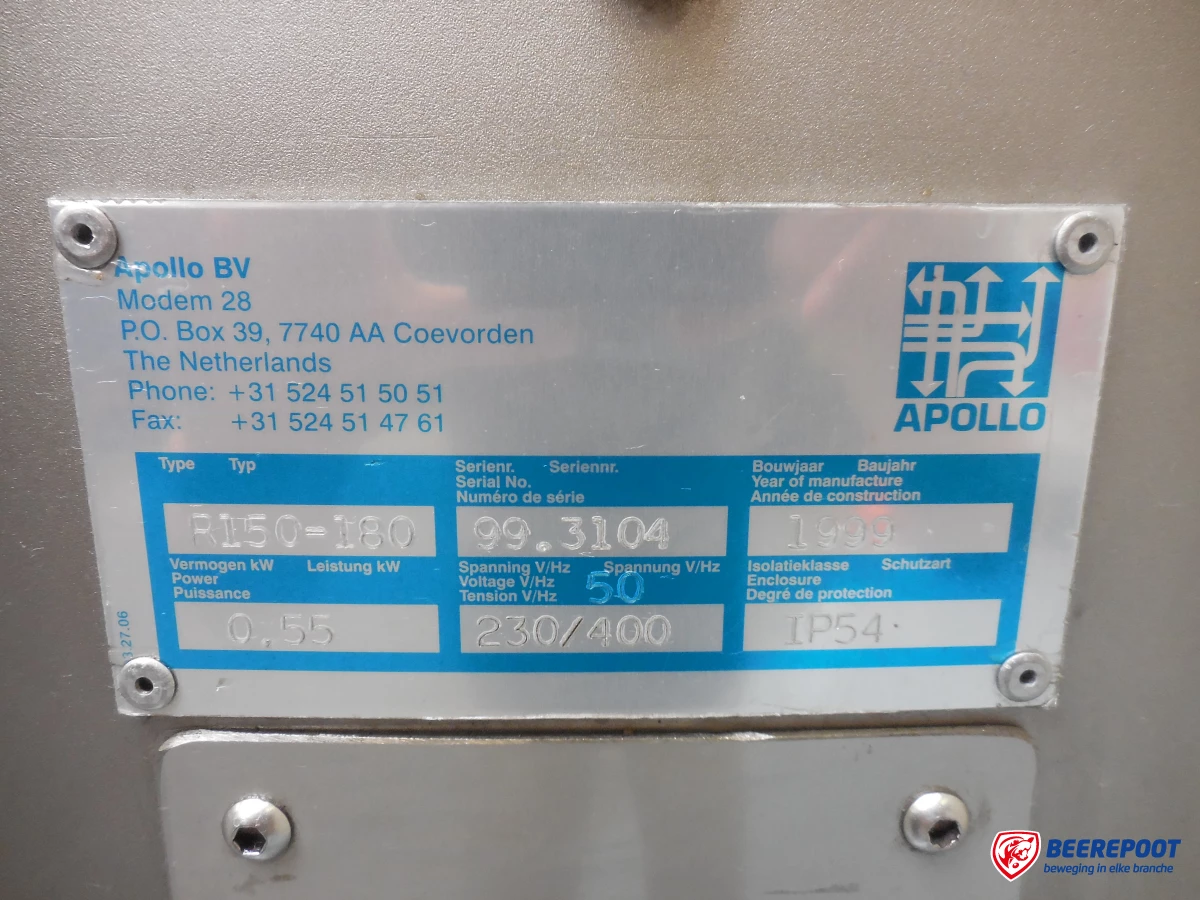 Apollo BV
Modem 28
P.O. Box 39, 7740 AA Coevorden
The Netherlands
Phone: +31 524 51 50 51
Fax: +31 524 51 47 61
APOLLO
Type Typ
Serienr. Seriennr.
Serial No.
Numéro de série
Bouwjaar Baujahr
Year of manufacture
Année de construction
R150-180
99.3104
1999
Vermogen kW Leistung kW
Power
Puissance
Spanning V/Hz Spannung V/Hz
Voltage V/Hz
Tension V/Hz
50
Isolatieklasse Schutzart
Enclosure
Degré de protection
0,55
230/400
IP54
BEEREPOOT
beweging in elke branche